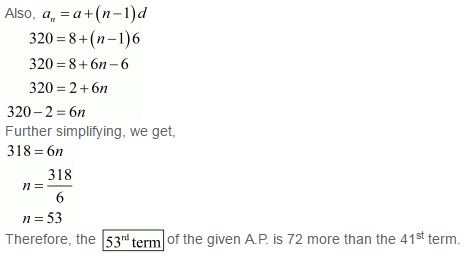 Also, aₙ = a + (n − 1)d
320 = 8 + (n − 1)6
320 = 8 + 6n − 6
320 = 2 + 6n
320 − 2 = 6n
Further simplifying, we get,
318 = 6n
n = 318/6
n = 53
Therefore, the 53ʳᵈ term of the given A.P. is 72 more than the 41ˢᵗ term.